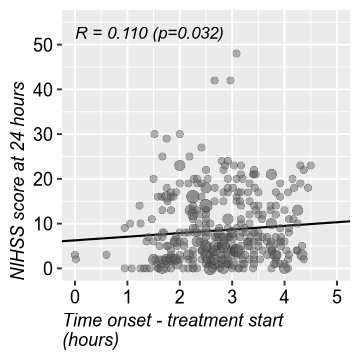 R = 0.110 (p=0.032)
NIHSS score at 24 hours
50
40
30
20
10
0
0 1 2 3 4 5
Time onset - treatment start
(hours)